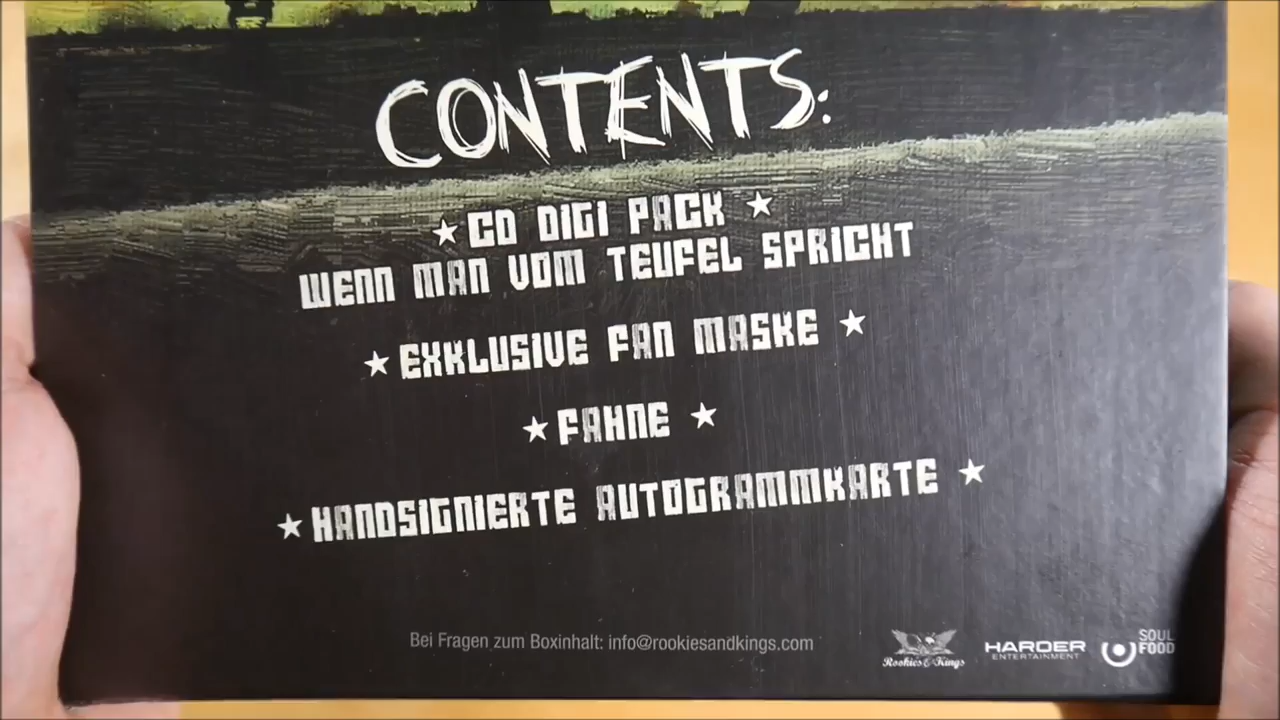 CONTENTS:
★ CD DIGI PACK ★
WENN MAN VOM TEUFEL SPRICHT
★ EXKLUSIVE FAN MASKE ★
★ FAHNE ★
★ HANDSIGNIERTE AUTOGRAMMKARTE ★
Bei Fragen zum Boxinhalt: info@rookiesandkings.com
Rookies & Kings
HARDER
ENTERTAINMENT
SOUL
FOOD